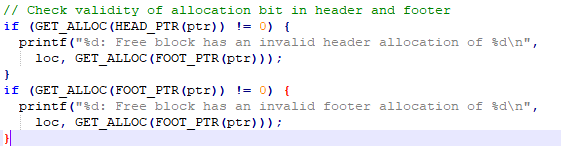 // Check validity of allocation bit in header and footer
if (GET_ALLOC(HEAD_PTR(ptr)) != 0) {
  printf("%d: Free block has an invalid header allocation of %d\n",
    loc, GET_ALLOC(FOOT_PTR(ptr)));
}
if (GET_ALLOC(FOOT_PTR(ptr)) != 0) {
  printf("%d: Free block has an invalid footer allocation of %d\n",
    loc, GET_ALLOC(FOOT_PTR(ptr)));
}